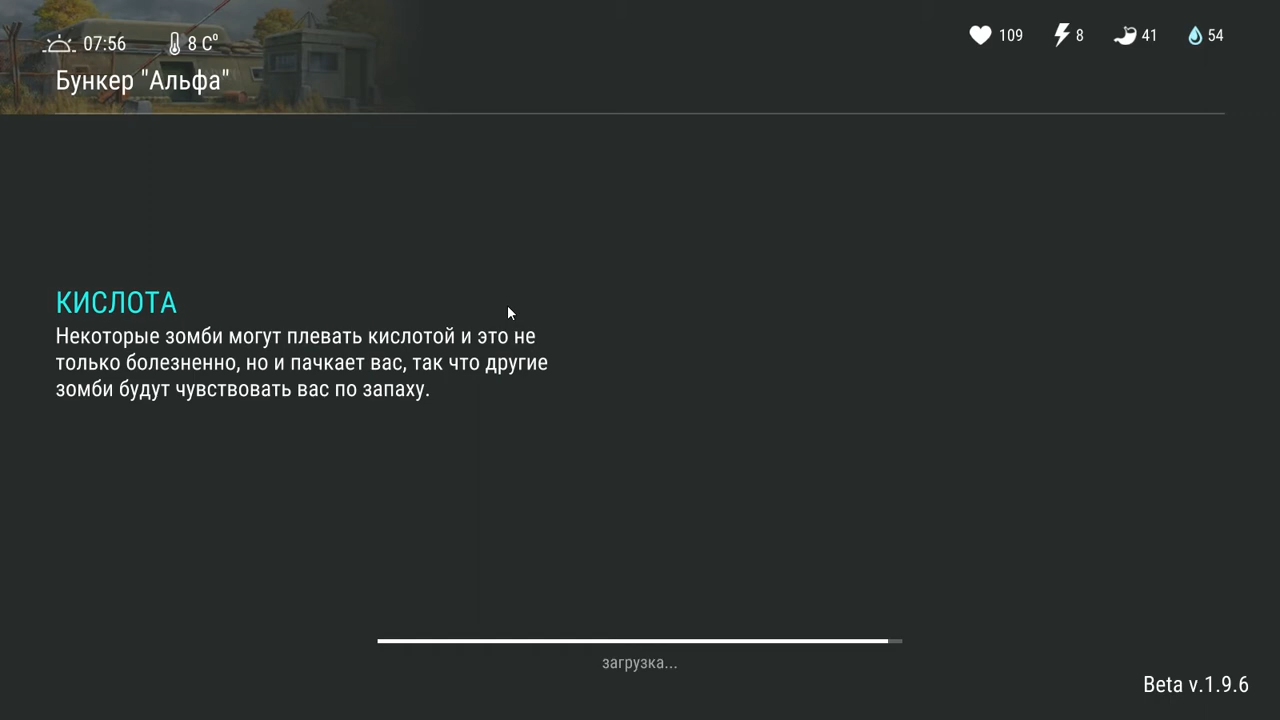 07:56 8 C⁰ 109 8 41 54
Бункер "Альфа"
КИСЛОТА
Некоторые зомби могут плевать кислотой и это не
только болезненно, но и пачкает вас, так что другие
зомби будут чувствовать вас по запаху.
загрузка...
Beta v.1.9.6